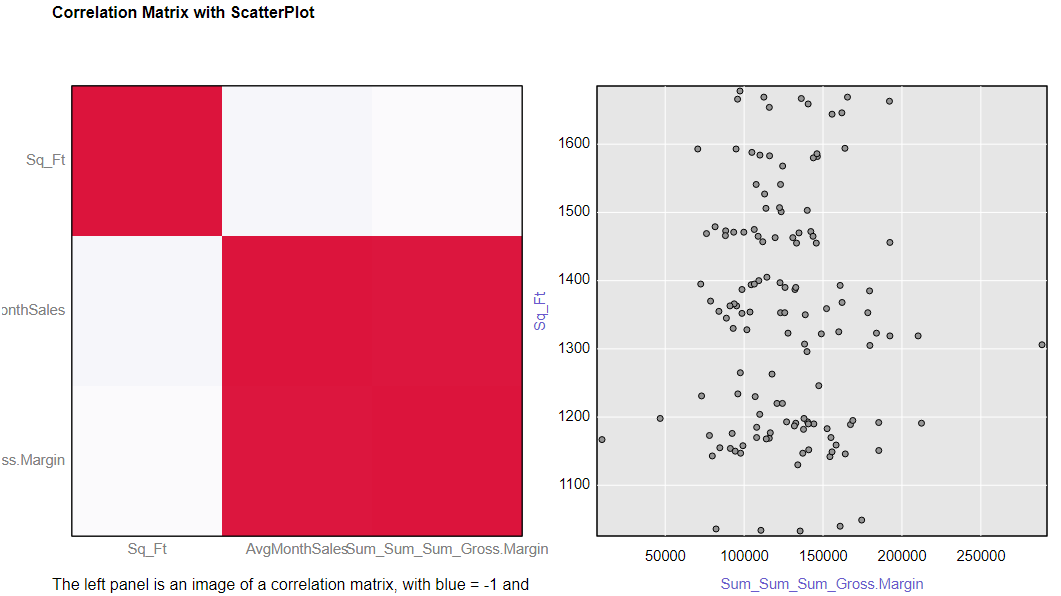 Correlation Matrix with ScatterPlot
Sq_Ft
onthSales
ss.Margin
Sq_Ft
AvgMonthSales
Sum_Sum_Sum_Gross.Margin
The left panel is an image of a correlation matrix, with blue = -1 and
Sq_Ft
1600
1500
1400
1300
1200
1100
50000 100000 150000 200000 250000
Sum_Sum_Sum_Gross.Margin